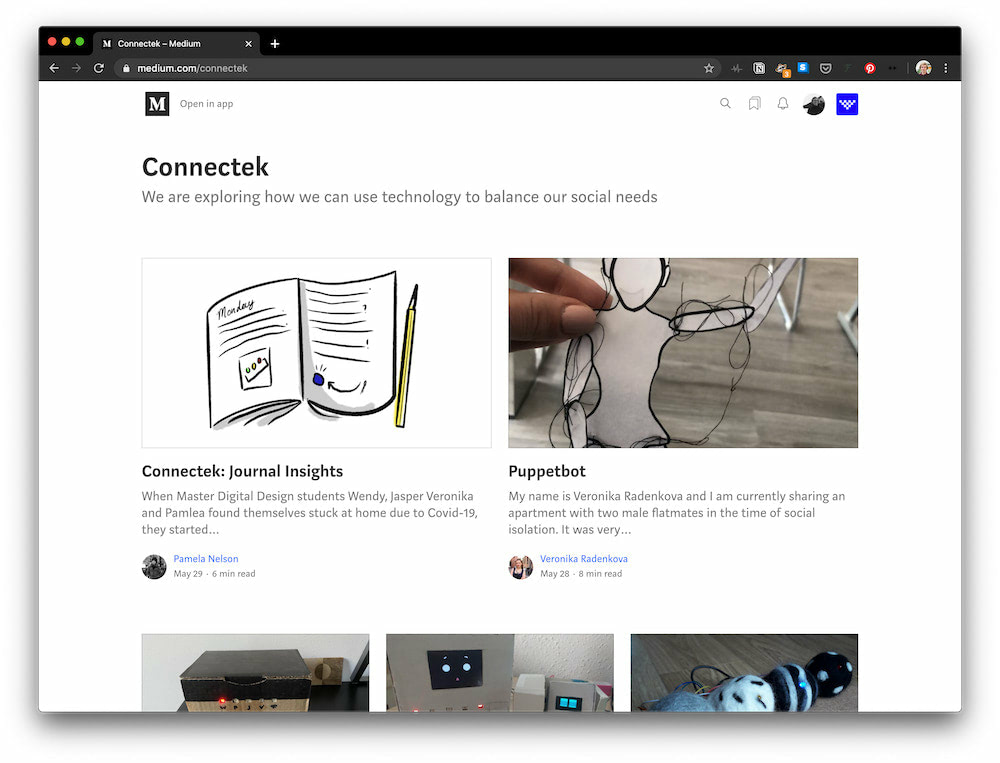 Connectek – Medium
medium.com/connectek
3
M Open in app
Connectek
We are exploring how we can use technology to balance our social needs
Monday
Connectek: Journal Insights
When Master Digital Design students Wendy, Jasper Veronika
and Pamlea found themselves stuck at home due to Covid-19,
they started…
Pamela Nelson
May 29 · 6 min read
Puppetbot
My name is Veronika Radenkova and I am currently sharing an
apartment with two male flatmates in the time of social
isolation. It was very…
Veronika Radenkova
May 28 · 8 min read